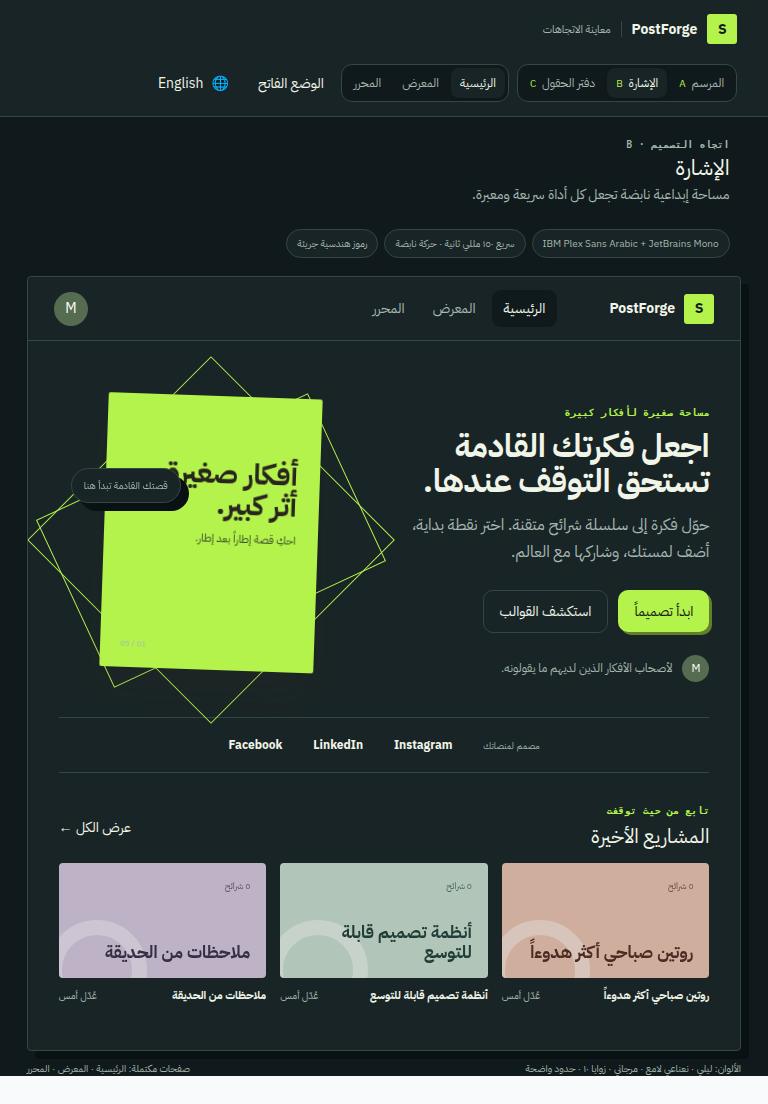 S PostForge معاينة الاتجاهات
المرسم A الإشارة B دفتر الحقول C الرئيسية المعرض المحرر الوضع الفاتح 🌐 English
اتجاه التصميم · B
الإشارة
مساحة إبداعية نابضة تجعل كل أداة سريعة ومعبرة.
IBM Plex Sans Arabic + JetBrains Mono سريع ١٥٠ مللي ثانية · حركة نابضة رموز هندسية جريئة
S PostForge الرئيسية المعرض المحرر M
مساحة صغيرة لأفكار كبيرة
اجعل فكرتك القادمة
تستحق التوقف عندها.
حوّل فكرة إلى سلسلة شرائح متقنة. اختر نقطة بداية،
أضف لمستك، وشاركها مع العالم.
ابدأ تصميماً استكشف القوالب
M لأصحاب الأفكار الذين لديهم ما يقولونه.
أفكار صغيرة
أثر كبير.
احكِ قصة إطاراً بعد إطار.
قصتك القادمة تبدأ هنا
01 / 05
مصمم لمنصاتك Instagram LinkedIn Facebook
تابع من حيث توقفت
المشاريع الأخيرة
عرض الكل ←
٥ شرائح
روتين صباحي أكثر هدوءاً
روتين صباحي أكثر هدوءاً عُدّل أمس
٥ شرائح
أنظمة تصميم قابلة
للتوسع
أنظمة تصميم قابلة للتوسع عُدّل أمس
٥ شرائح
ملاحظات من الحديقة
ملاحظات من الحديقة عُدّل أمس
الألوان: ليلي · نعناعي لامع · مرجاني · زوايا ١٠ · حدود واضحة
صفحات مكتملة: الرئيسية · المعرض · المحرر